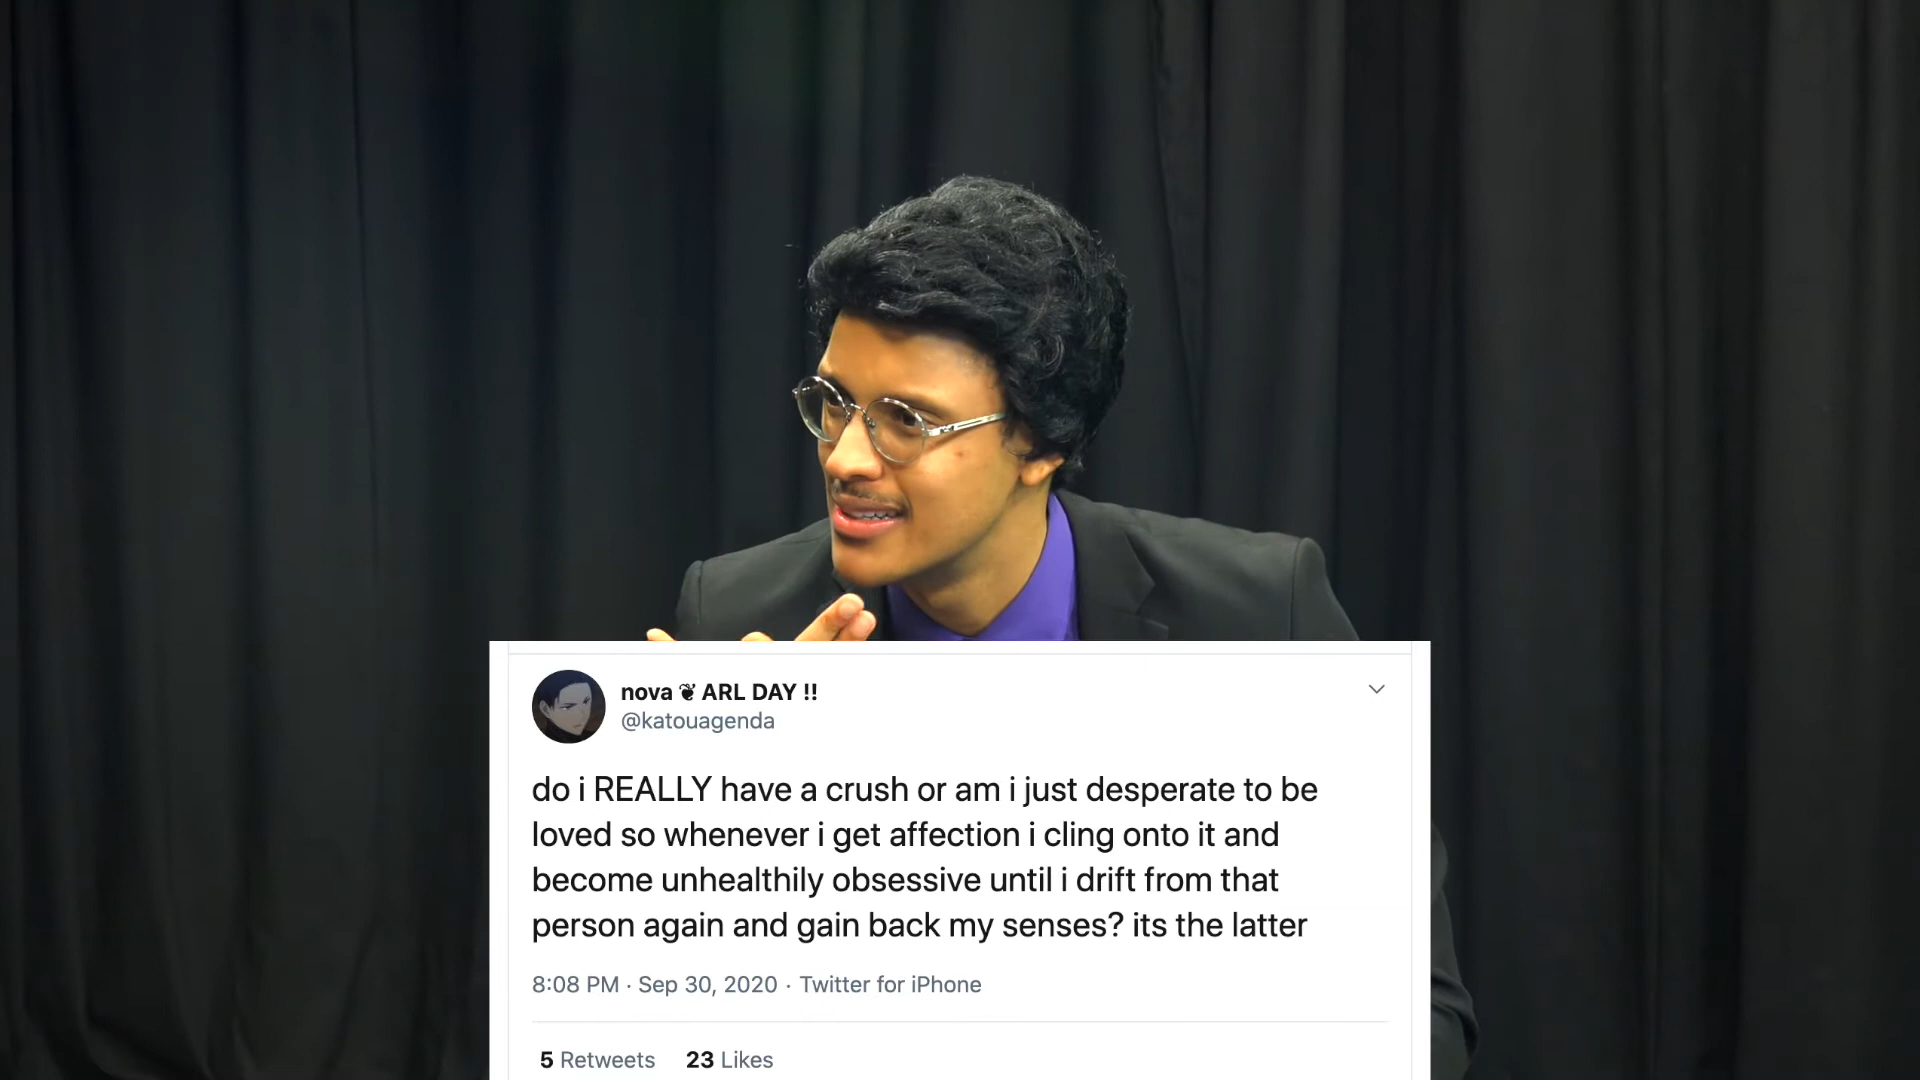 nova ❦ ARL DAY !!
@katouagenda
do i REALLY have a crush or am i just desperate to be
loved so whenever i get affection i cling onto it and
become unhealthily obsessive until i drift from that
person again and gain back my senses? its the latter
8:08 PM · Sep 30, 2020 · Twitter for iPhone
5 Retweets 23 Likes